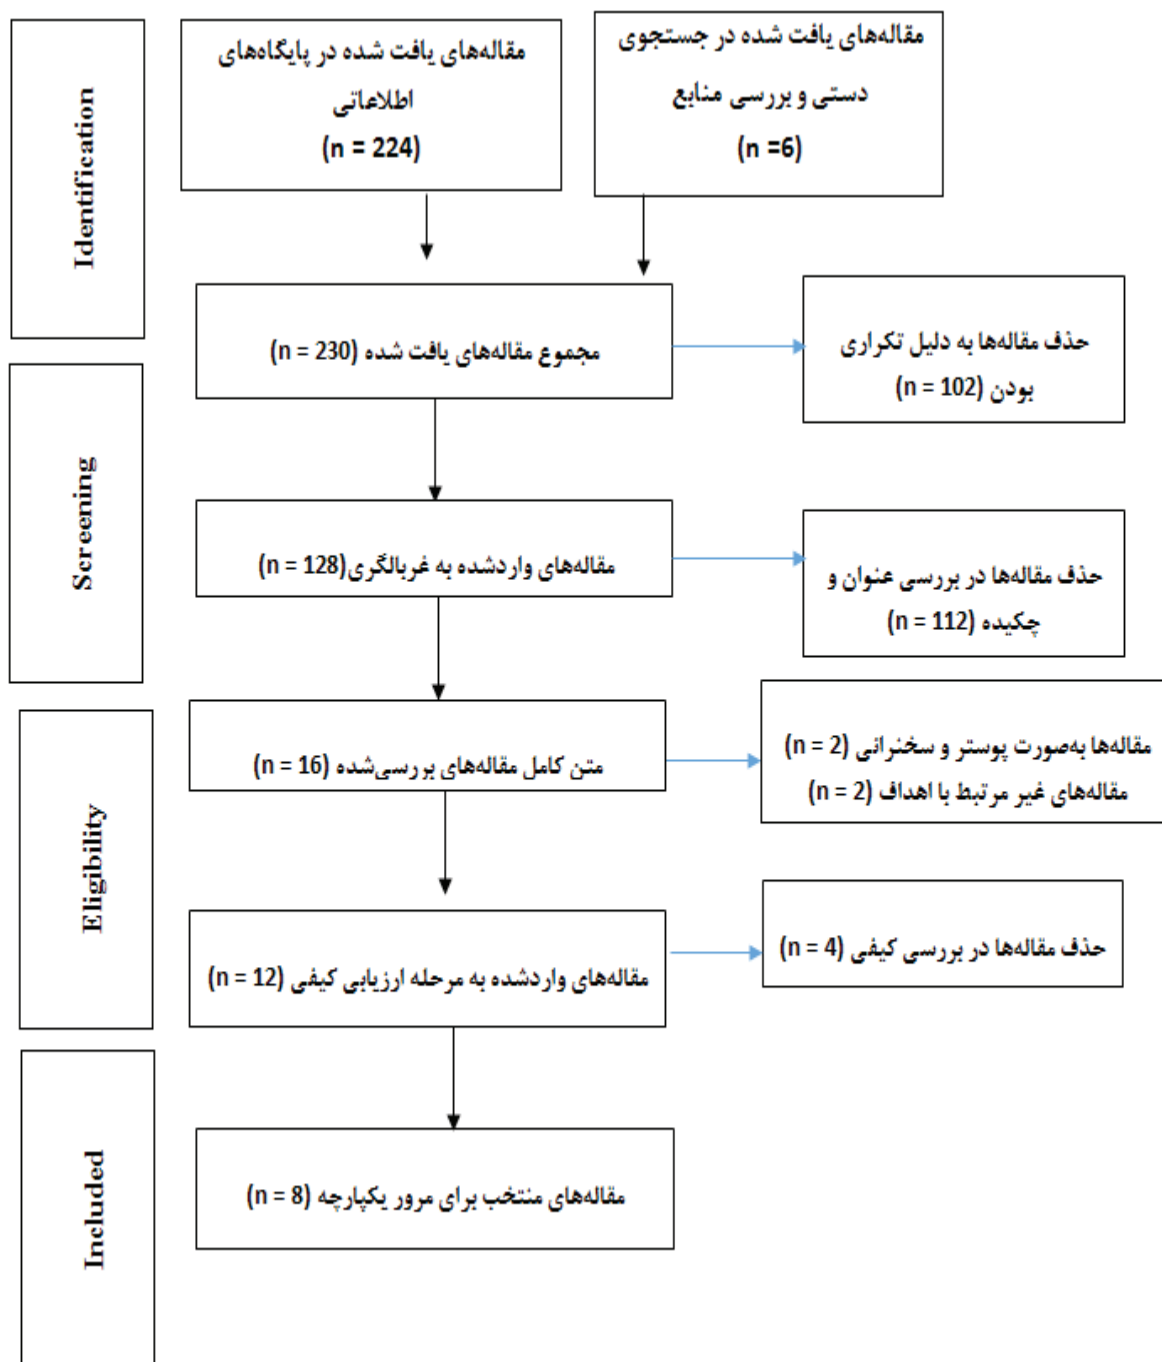 Identification
مقاله‌های یافت شده در پایگاه‌های
اطلاعاتی
(n = 224)
مقاله‌های یافت شده در جستجوی
دستی و بررسی منابع
(n =6)
مجموع مقاله‌های یافت شده (n = 230)
حذف مقاله‌ها به دلیل تکراری
بودن (n = 102)
Screening
مقاله‌های واردشده به غربالگری(n = 128)
حذف مقاله‌ها در بررسی عنوان و
چکیده (n = 112)
Eligibility
متن کامل مقاله‌های بررسی‌شده (n = 16)
مقاله‌ها به‌صورت پوستر و سخنرانی (n = 2)
مقاله‌های غیر مرتبط با اهداف (n = 2)
مقاله‌های واردشده به مرحله ارزیابی کیفی (n = 12)
حذف مقاله‌ها در بررسی کیفی (n = 4)
Included
مقاله‌های منتخب برای مرور یکپارچه (n = 8)